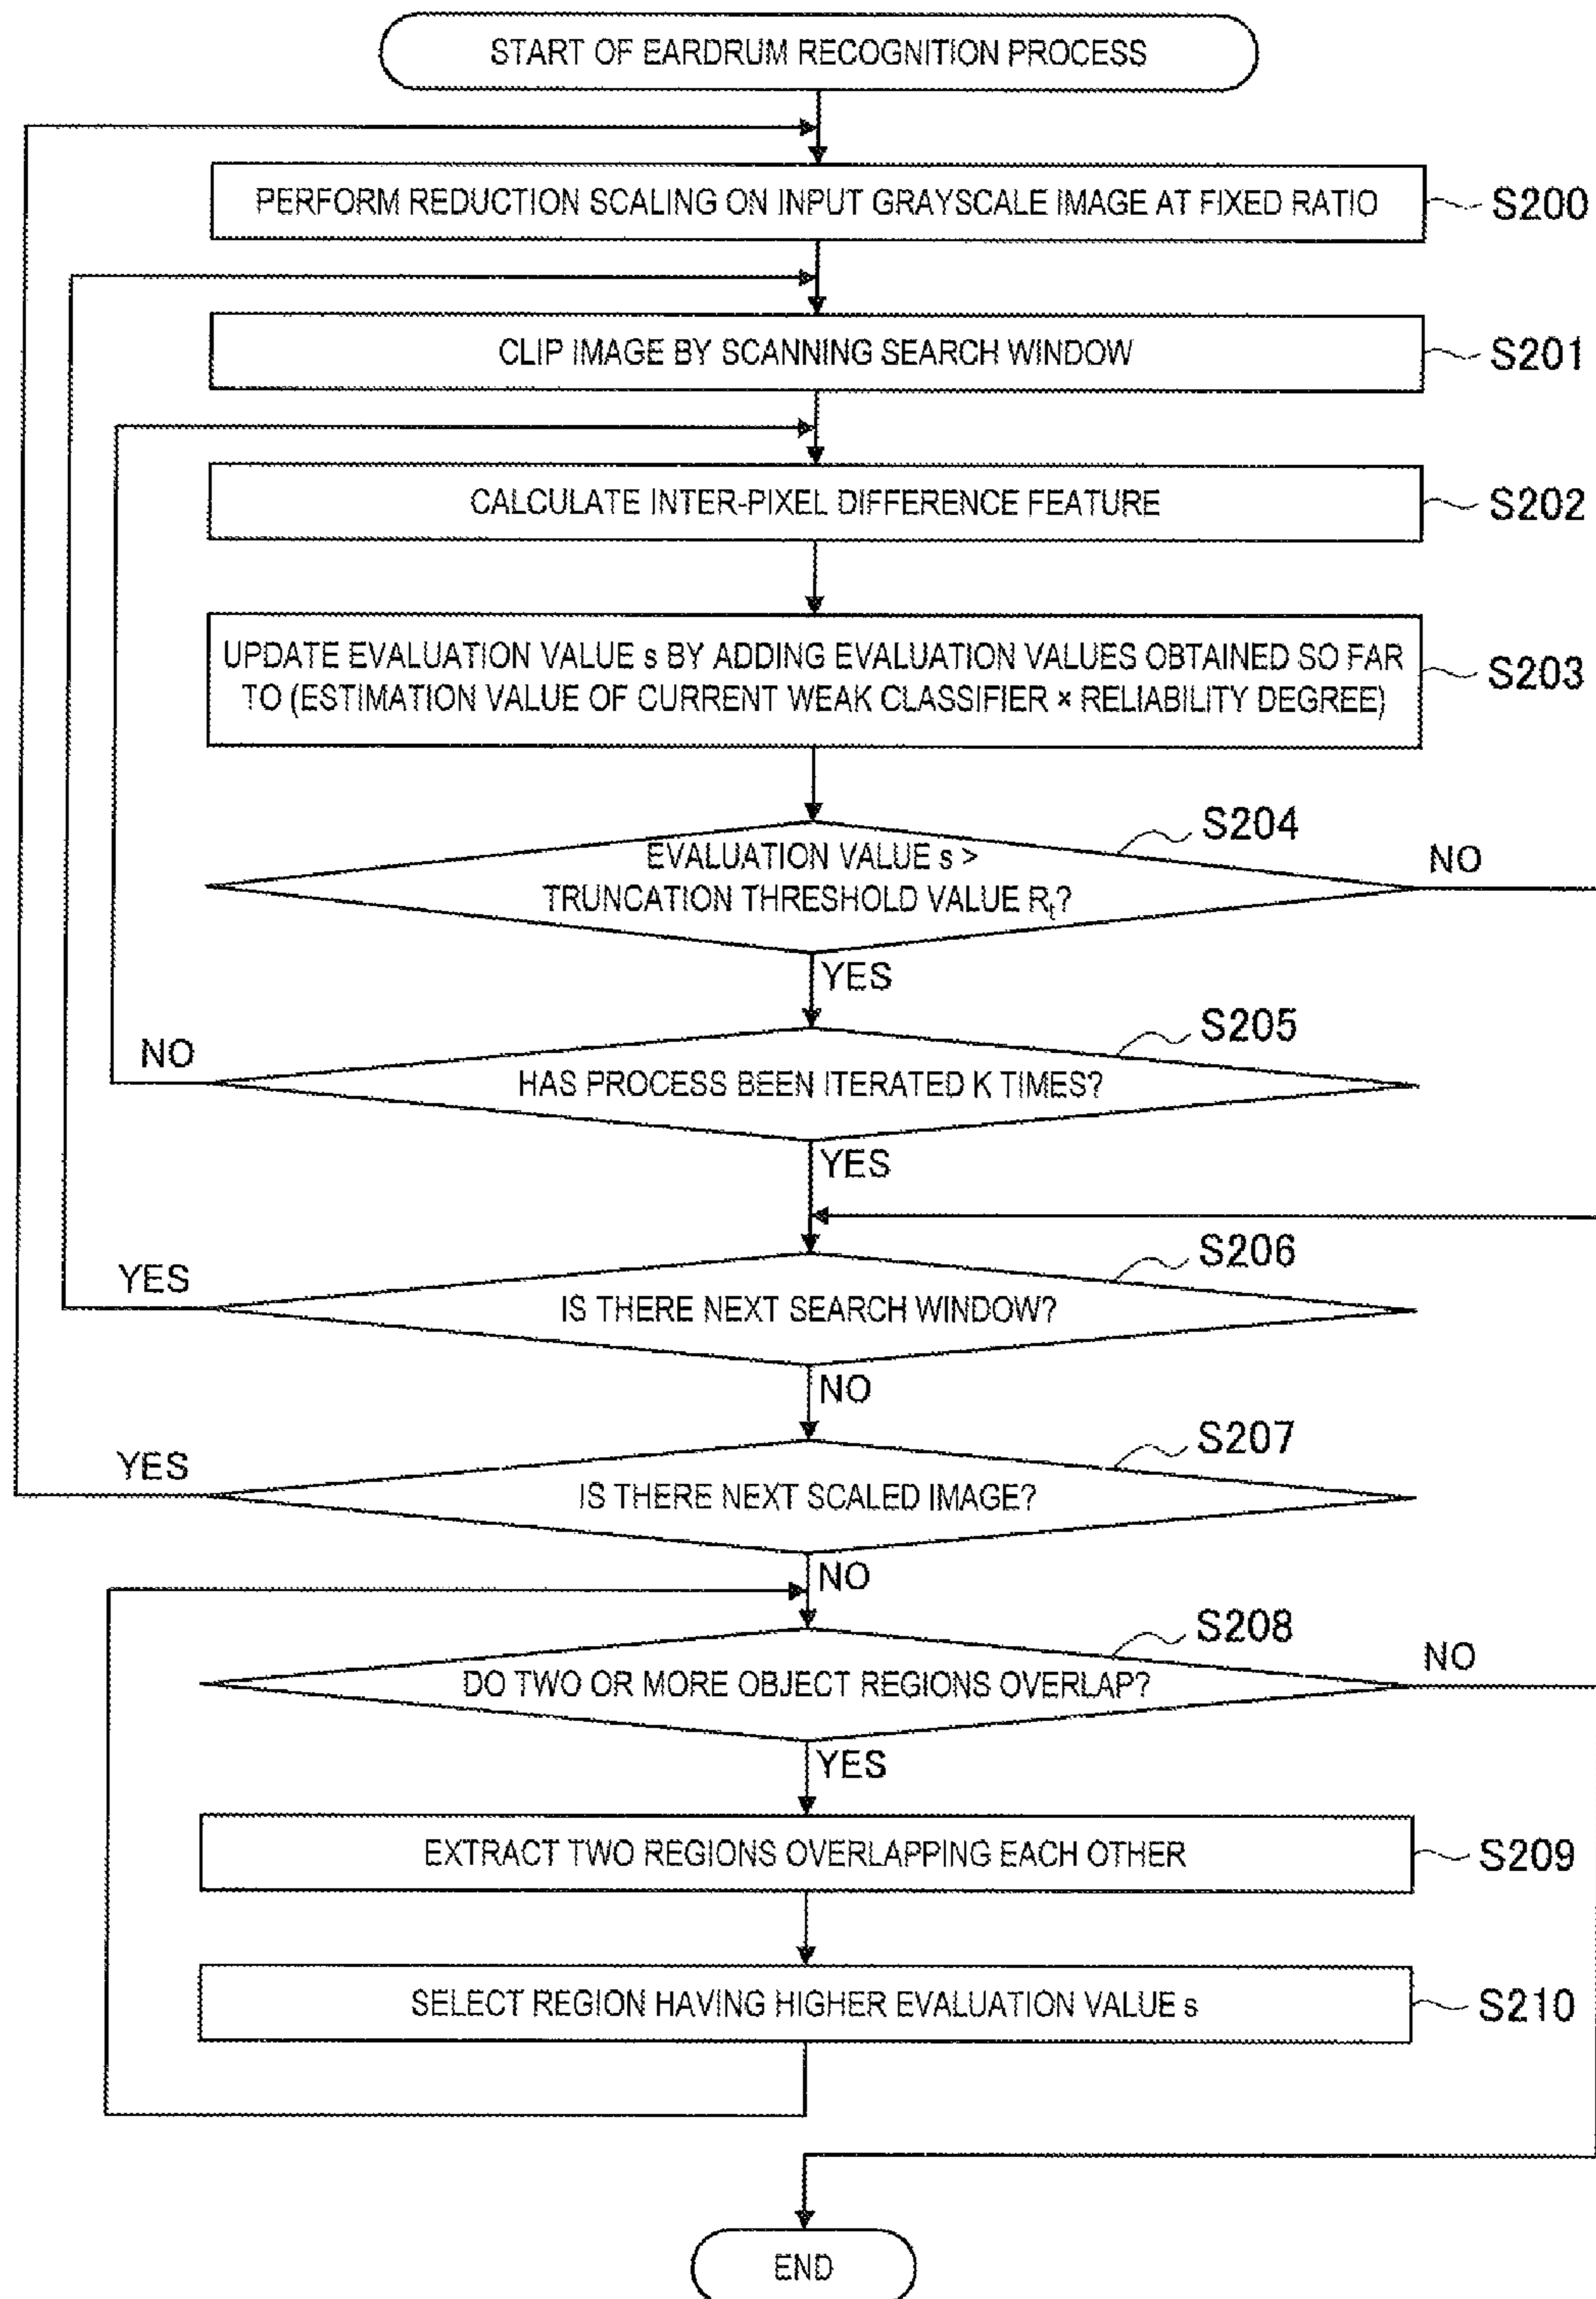 START OF EARDRUM RECOGNITION PROCESS
PERFORM REDUCTION SCALING ON INPUT GRAYSCALE IMAGE AT FIXED RATIO
S200
CLIP IMAGE BY SCANNING SEARCH WINDOW
S201
CALCULATE INTER-PIXEL DIFFERENCE FEATURE
S202
UPDATE EVALUATION VALUE s BY ADDING EVALUATION VALUES OBTAINED SO FAR
TO (ESTIMATION VALUE OF CURRENT WEAK CLASSIFIER × RELIABILITY DEGREE)
S203
S204
EVALUATION VALUE s >
TRUNCATION THRESHOLD VALUE Rt?
NO
YES
S205
NO
HAS PROCESS BEEN ITERATED K TIMES?
YES
S206
YES
IS THERE NEXT SEARCH WINDOW?
NO
S207
YES
IS THERE NEXT SCALED IMAGE?
NO
S208
DO TWO OR MORE OBJECT REGIONS OVERLAP?
NO
YES
EXTRACT TWO REGIONS OVERLAPPING EACH OTHER
S209
SELECT REGION HAVING HIGHER EVALUATION VALUE s
S210
END